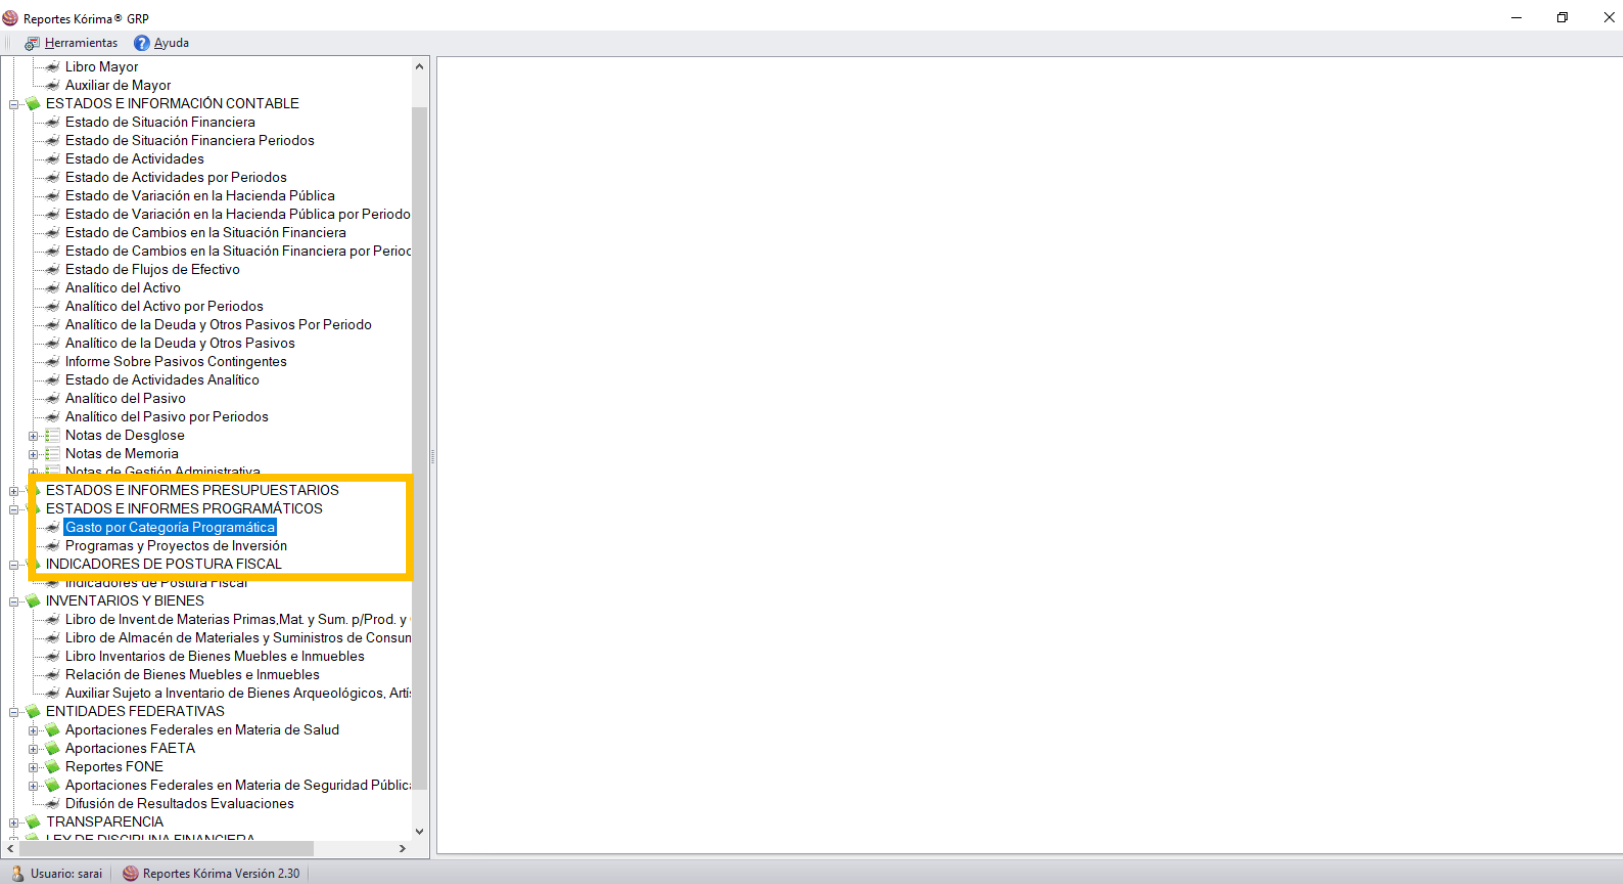 Reportes Kórima® GRP
Herramientas Ayuda
Libro Mayor
Auxiliar de Mayor
ESTADOS E INFORMACIÓN CONTABLE
Estado de Situación Financiera
Estado de Situación Financiera Periodos
Estado de Actividades
Estado de Actividades por Periodos
Estado de Variación en la Hacienda Pública
Estado de Variación en la Hacienda Pública por Periodo
Estado de Cambios en la Situación Financiera
Estado de Cambios en la Situación Financiera por Perioc
Estado de Flujos de Efectivo
Analítico del Activo
Analítico del Activo por Periodos
Analítico de la Deuda y Otros Pasivos Por Periodo
Analítico de la Deuda y Otros Pasivos
Informe Sobre Pasivos Contingentes
Estado de Actividades Analítico
Analítico del Pasivo
Analítico del Pasivo por Periodos
Notas de Desglose
Notas de Memoria
Notas de Gestión Administrativa
ESTADOS E INFORMES PRESUPUESTARIOS
ESTADOS E INFORMES PROGRAMÁTICOS
Gasto por Categoría Programática
Programas y Proyectos de Inversión
INDICADORES DE POSTURA FISCAL
Indicadores de Postura Fiscal
INVENTARIOS Y BIENES
Libro de Invent.de Materias Primas,Mat. y Sum. p/Prod. y
Libro de Almacén de Materiales y Suministros de Consun
Libro Inventarios de Bienes Muebles e Inmuebles
Relación de Bienes Muebles e Inmuebles
Auxiliar Sujeto a Inventario de Bienes Arqueológicos, Artí
ENTIDADES FEDERATIVAS
Aportaciones Federales en Materia de Salud
Aportaciones FAETA
Reportes FONE
Aportaciones Federales en Materia de Seguridad Públic
Difusión de Resultados Evaluaciones
TRANSPARENCIA
LEY DE DISCIPLINA FINANCIERA
Usuario: sarai Reportes Kórima Versión 2.30